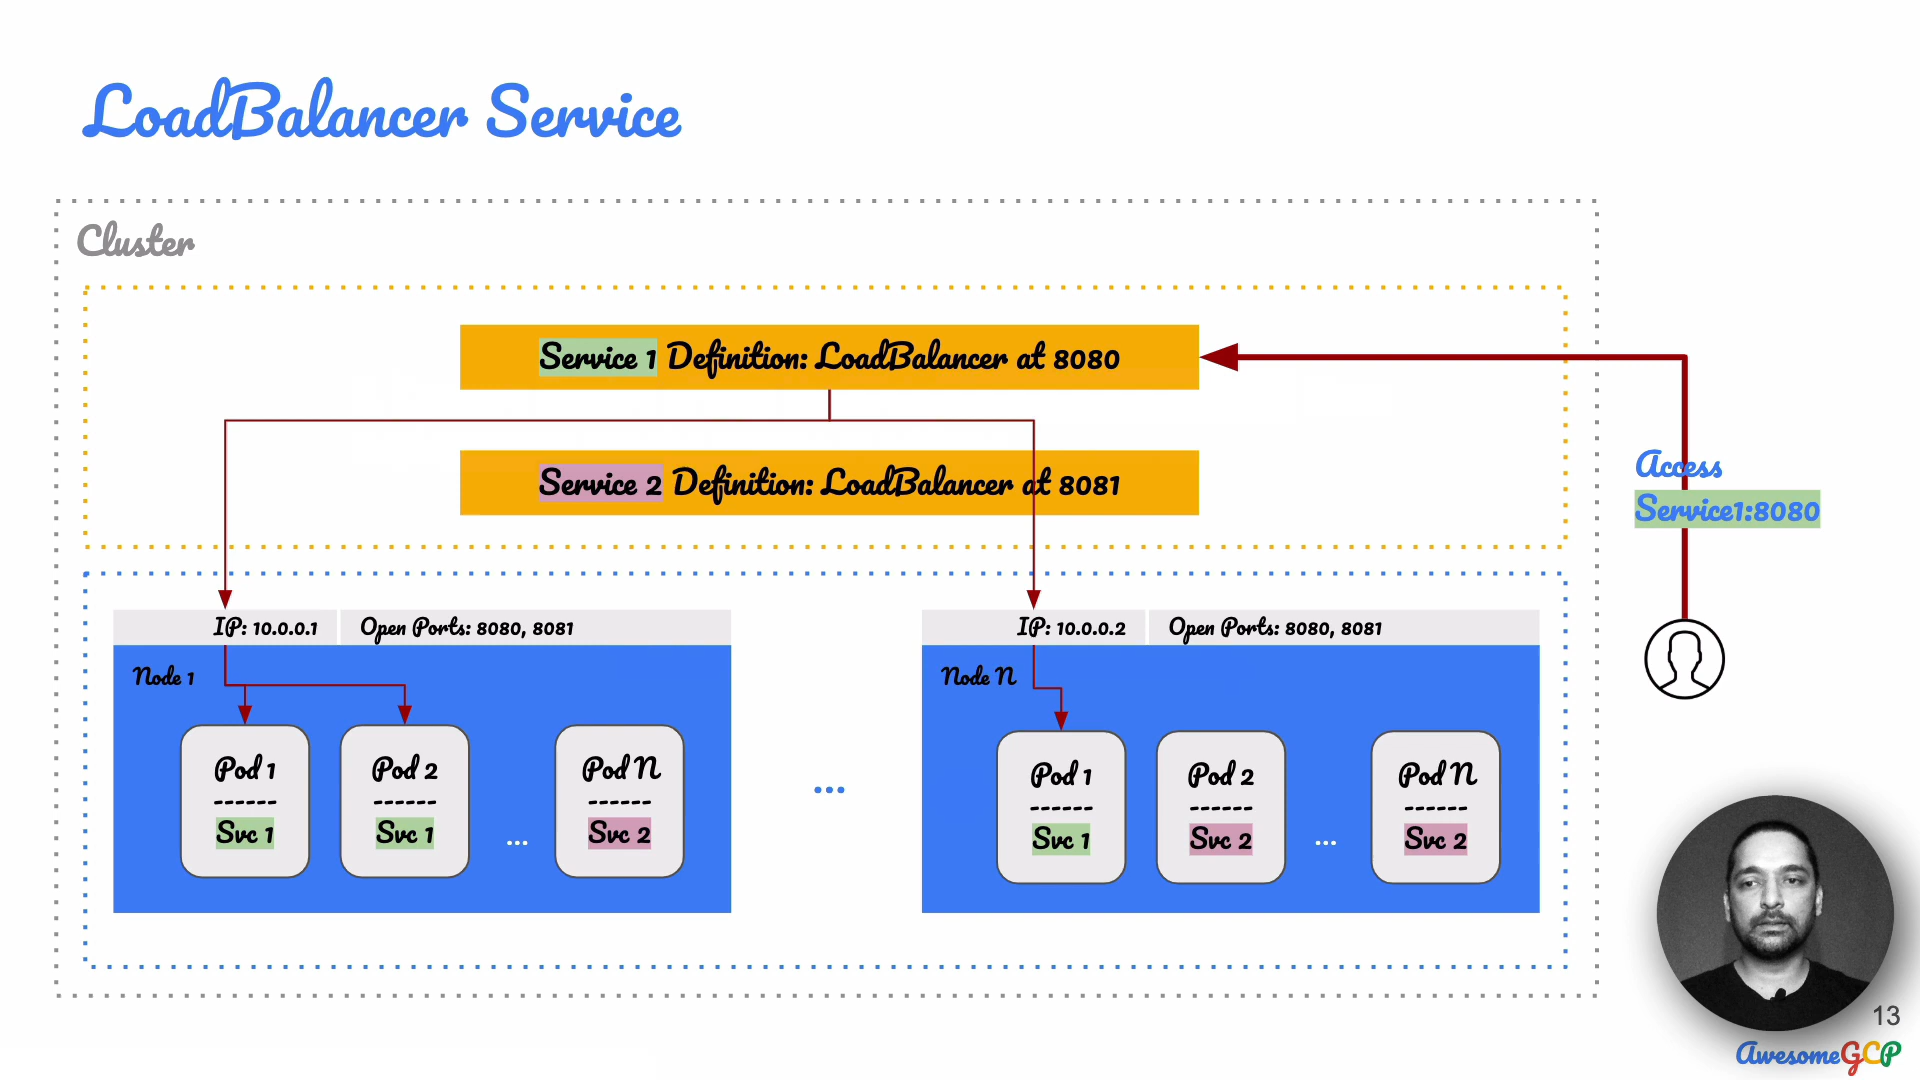 LoadBalancer Service
Cluster
Service 1 Definition: LoadBalancer at 8080
Service 2 Definition: LoadBalancer at 8081
Access
Service1:8080
IP: 10.0.0.1
Open Ports: 8080, 8081
Node 1
Pod 1
------
Svc 1
Pod 2
------
Svc 1
...
Pod N
------
Svc 2
...
IP: 10.0.0.2
Open Ports: 8080, 8081
Node N
Pod 1
------
Svc 1
Pod 2
------
Svc 2
...
Pod N
------
Svc 2
13
AwesomeGCP